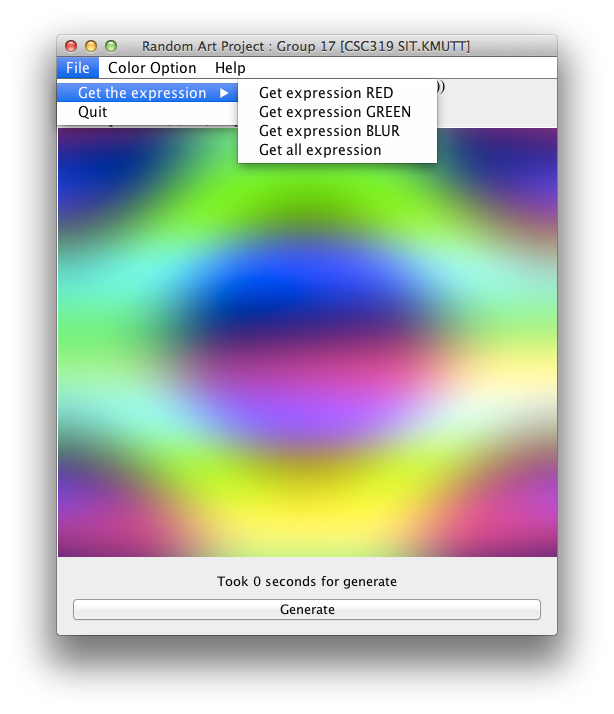 Random Art Project : Group 17 [CSC319 SIT.KMUTT]
File Color Option Help
))
Get the expression ▶
Quit
Get expression RED
Get expression GREEN
Get expression BLUR
Get all expression
Took 0 seconds for generate
Generate